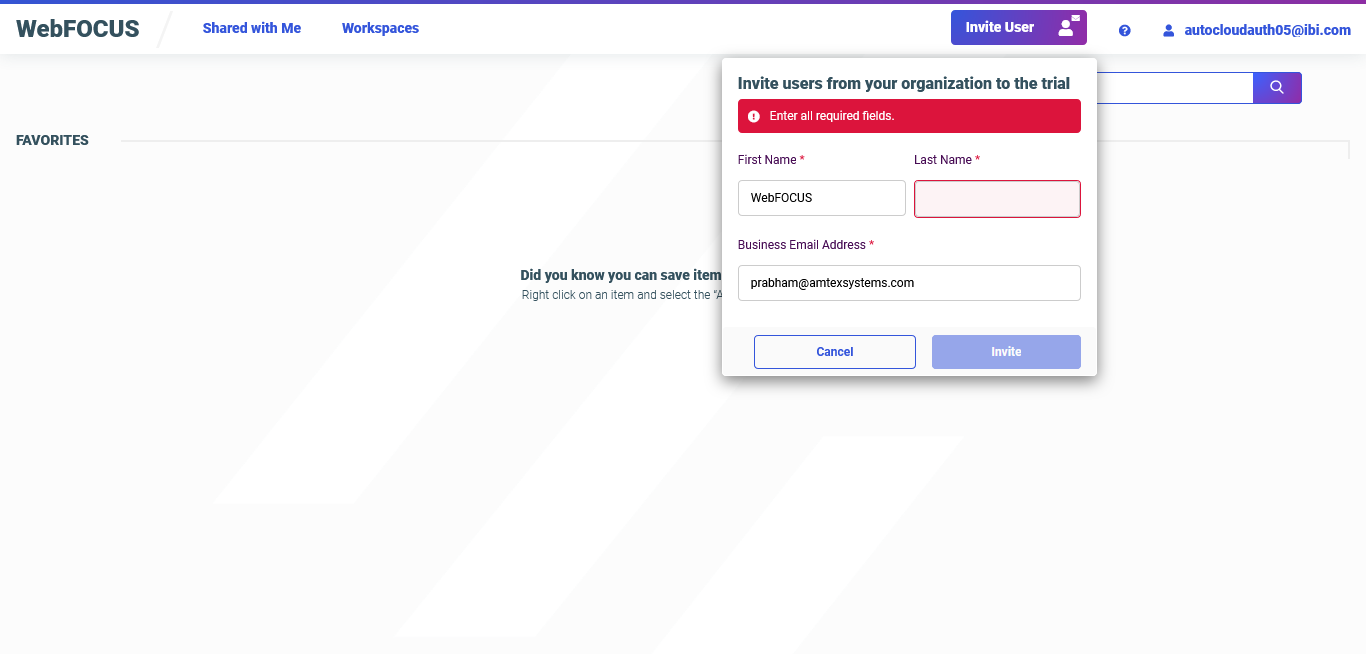 WebFOCUS
Shared with Me
Workspaces
Invite User
autocloudauth05@ibi.com
Invite users from your organization to the trial
Enter all required fields.
FAVORITES
First Name *
Last Name *
WebFOCUS
Business Email Address *
Did you know you can save item
prabham@amtexsystems.com
Right click on an item and select the "A
Cancel
Invite